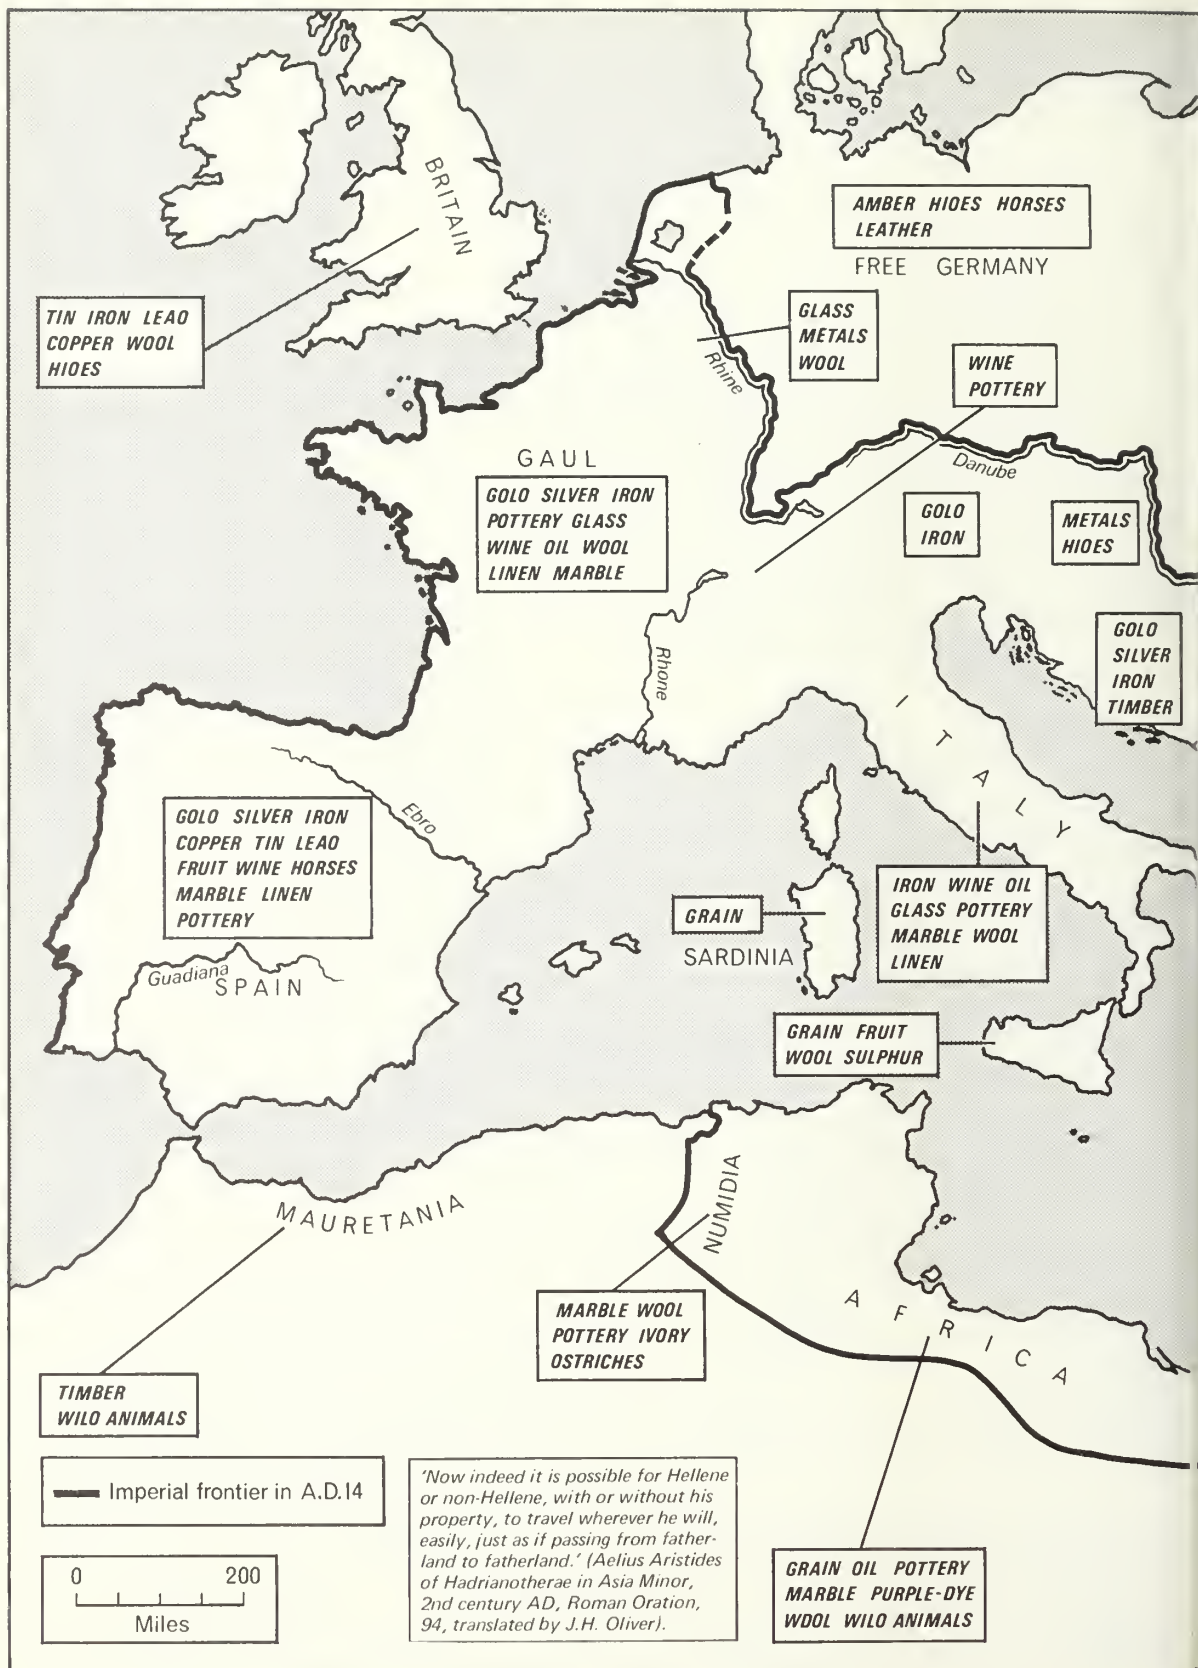 BRITAIN
AMBER HIOES HORSES
LEATHER
FREE GERMANY
TIN IRON LEAO
COPPER WOOL
HIOES
GLASS
METALS
WOOL
Rhine
WINE
POTTERY
GAUL
GOLO SILVER IRON
POTTERY GLASS
WINE OIL WOOL
LINEN MARBLE
Danube
GOLO
IRON
METALS
HIOES
GOLO
SILVER
IRON
TIMBER
Rhone
ITALY
Ebro
GOLO SILVER IRON
COPPER TIN LEAO
FRUIT WINE HORSES
MARBLE LINEN
POTTERY
GRAIN
SARDINIA
IRON WINE OIL
GLASS POTTERY
MARBLE WOOL
LINEN
Guadiana
SPAIN
GRAIN FRUIT
WOOL SULPHUR
MAURETANIA
NUMIDIA
AFRICA
MARBLE WOOL
POTTERY IVORY
OSTRICHES
TIMBER
WILO ANIMALS
Imperial frontier in A.D.14
0 200
Miles
'Now indeed it is possible for Hellene
or non-Hellene, with or without his
property, to travel wherever he will,
easily, just as if passing from father-
land to fatherland.' (Aelius Aristides
of Hadrianotherae in Asia Minor,
2nd century AD, Roman Oration,
94, translated by J.H. Oliver).
GRAIN OIL POTTERY
MARBLE PURPLE-DYE
WDOL WILO ANIMALS